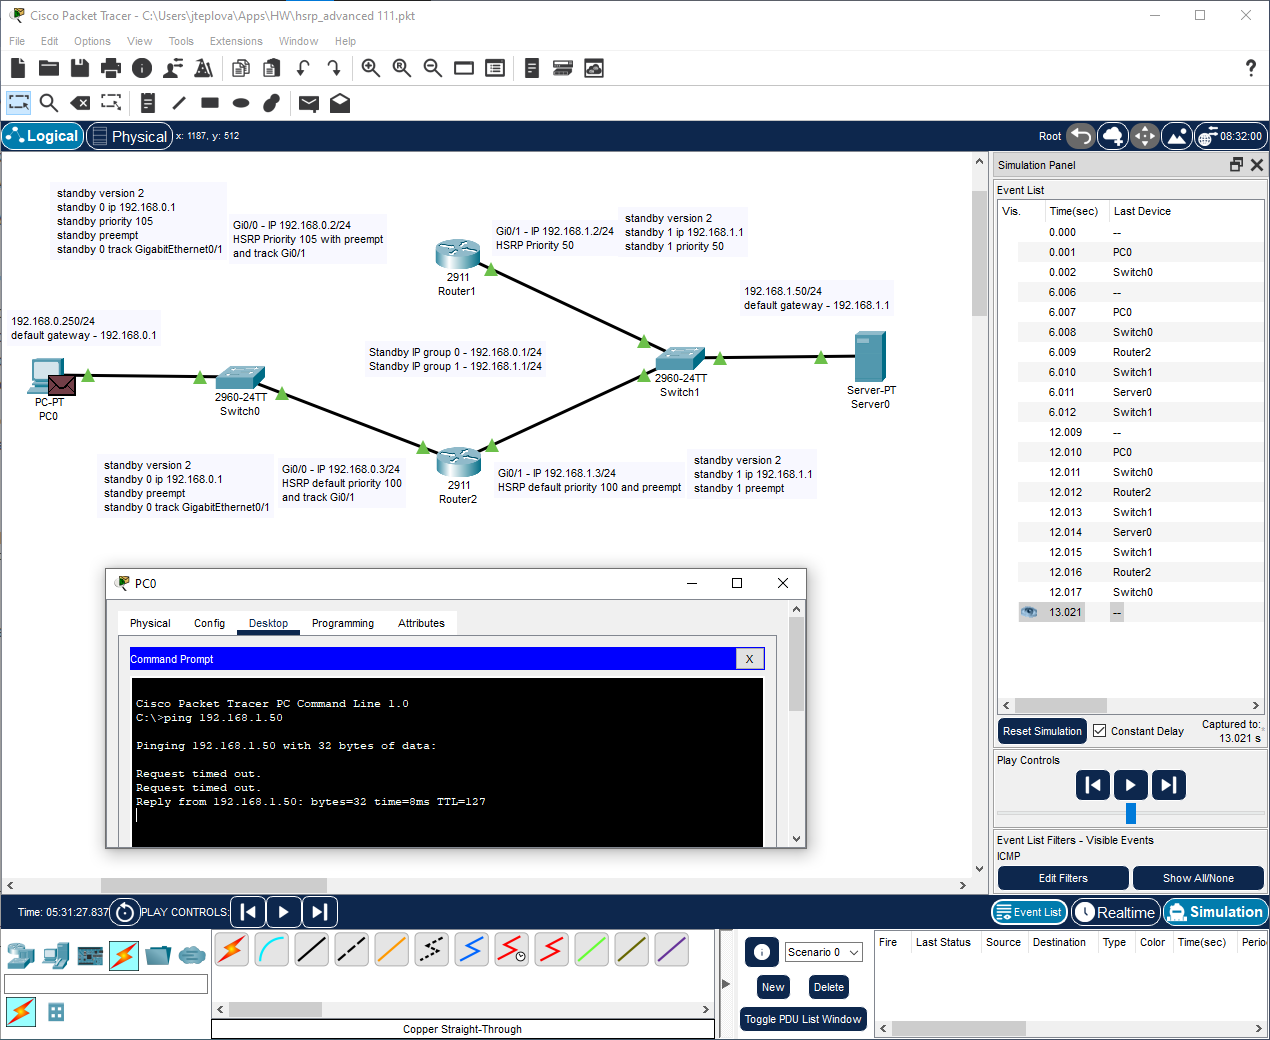 Cisco Packet Tracer - C:\Users\jteplova\Apps\HW\hsrp_advanced 111.pkt
File Edit Options View Tools Extensions Window Help
Logical Physical x: 1187, y: 512 Root 08:32:00
standby version 2
standby 0 ip 192.168.0.1
standby priority 105
standby preempt
standby 0 track GigabitEthernet0/1
Gi0/0 - IP 192.168.0.2/24
HSRP Priority 105 with preempt
and track Gi0/1
2911
Router1
Gi0/1 - IP 192.168.1.2/24
HSRP Priority 50
standby version 2
standby 1 ip 192.168.1.1
standby 1 priority 50
192.168.1.50/24
default gateway - 192.168.1.1
192.168.0.250/24
default gateway - 192.168.0.1
Standby IP group 0 - 192.168.0.1/24
Standby IP group 1 - 192.168.1.1/24
PC-PT
PC0
2960-24TT
Switch0
2960-24TT
Switch1
Server-PT
Server0
standby version 2
standby 0 ip 192.168.0.1
standby preempt
standby 0 track GigabitEthernet0/1
Gi0/0 - IP 192.168.0.3/24
HSRP default priority 100
and track Gi0/1
2911
Router2
Gi0/1 - IP 192.168.1.3/24
HSRP default priority 100 and preempt
standby version 2
standby 1 ip 192.168.1.1
standby 1 preempt
PC0
Physical Config Desktop Programming Attributes
Command Prompt X
Cisco Packet Tracer PC Command Line 1.0
C:\>ping 192.168.1.50
Pinging 192.168.1.50 with 32 bytes of data:
Request timed out.
Request timed out.
Reply from 192.168.1.50: bytes=32 time=8ms TTL=127
Simulation Panel
Event List
Vis. Time(sec) Last Device
0.000 --
0.001 PC0
0.002 Switch0
6.006 --
6.007 PC0
6.008 Switch0
6.009 Router2
6.010 Switch1
6.011 Server0
6.012 Switch1
12.009 --
12.010 PC0
12.011 Switch0
12.012 Router2
12.013 Switch1
12.014 Server0
12.015 Switch1
12.016 Router2
12.017 Switch0
13.021 --
Reset Simulation Constant Delay Captured to:
13.021 s
Play Controls
Event List Filters - Visible Events
ICMP
Edit Filters Show All/None
Time: 05:31:27.837 PLAY CONTROLS: Event List Realtime Simulation
Scenario 0
New Delete
Toggle PDU List Window
Fire Last Status Source Destination Type Color Time(sec) Perio
Copper Straight-Through